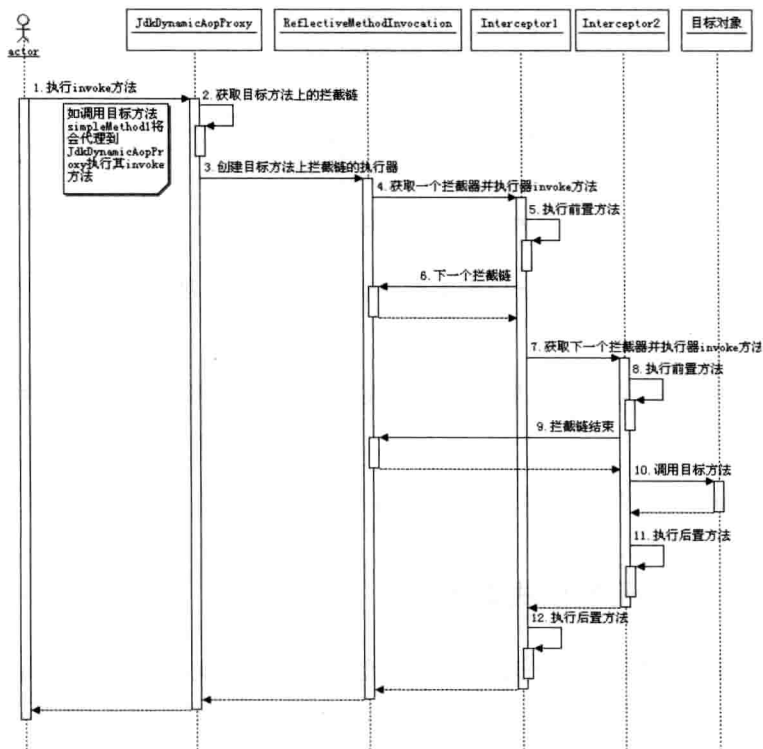 JdkDynamicAopProxy
ReflectiveMethodInvocation
Interceptor1
Interceptor2
目标对象
actor
1.执行invoke方法
2.获取目标方法上的拦截链
如调用目标方法
simpleMethod1将
会代理到
JdkDynamicAopPr
oxy执行其invoke
方法
3.创建目标方法上拦截链的执行器
4.获取一个拦截器并执行器invoke方法
5.执行前置方法
6.下一个拦截链
7.获取下一个拦截器并执行器invoke方法
8.执行前置方法
9.拦截链结束
10.调用目标方法
11.执行后置方法
12.执行后置方法